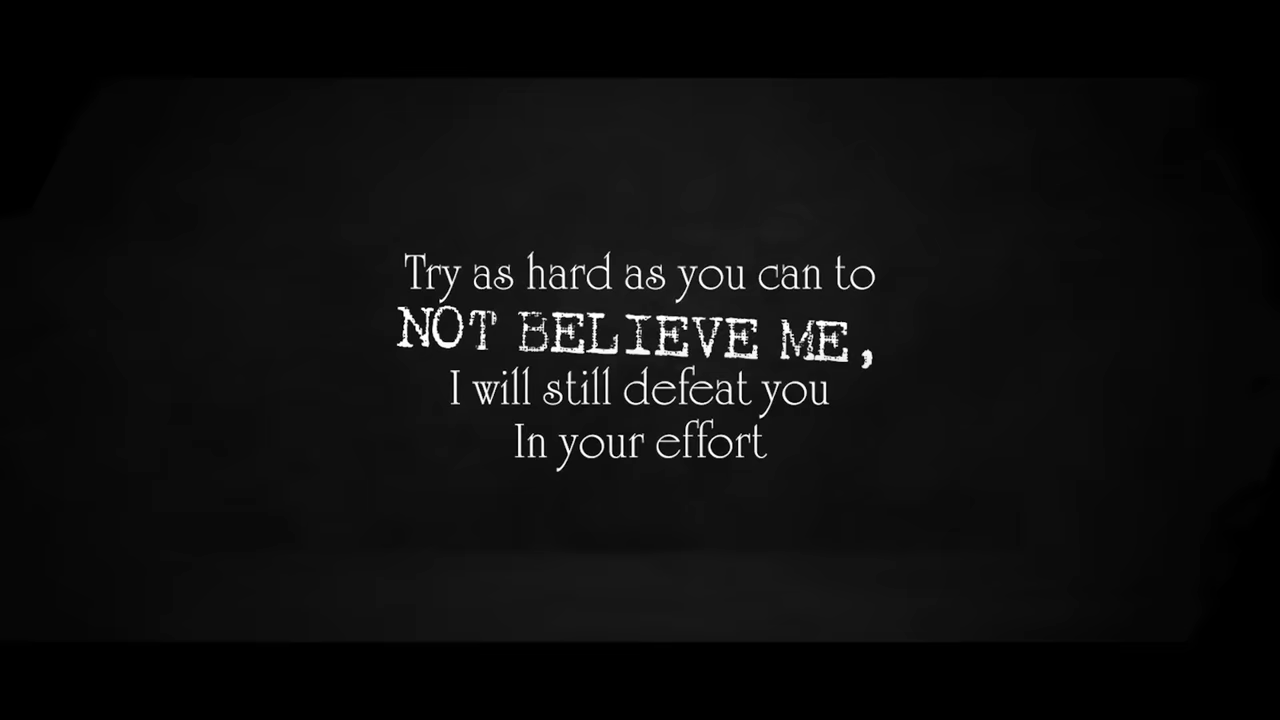 Try as hard as you can to
NOT BELIEVE ME,
I will still defeat you
In your effort